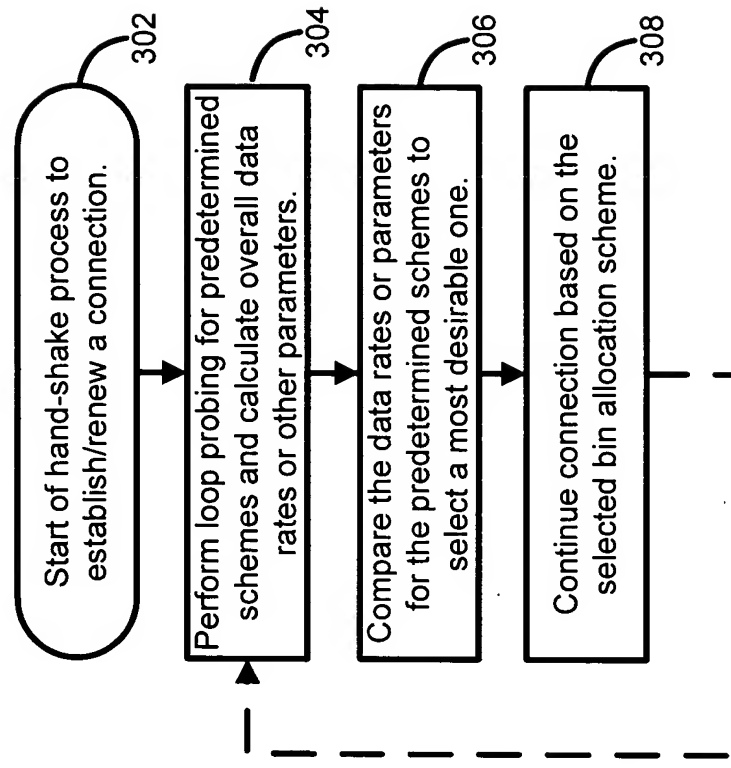 302
Start of hand-shake process to
establish/renew a connection.
304
Perform loop probing for predetermined
schemes and calculate overall data
rates or other parameters.
306
Compare the data rates or parameters
for the predetermined schemes to
select a most desirable one.
308
Continue connection based on the
selected bin allocation scheme.